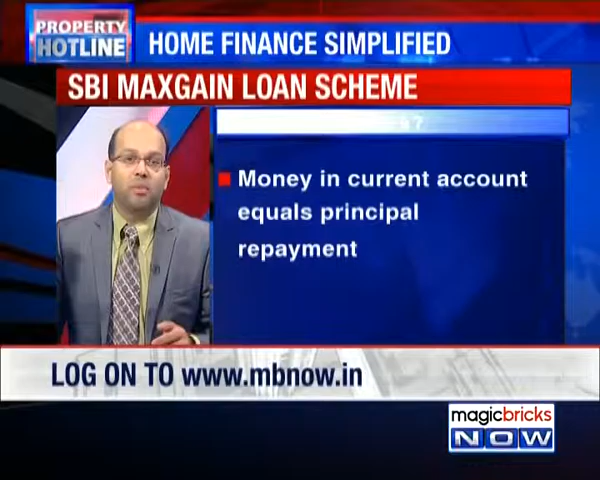 PROPERTY
HOTLINE
HOME FINANCE SIMPLIFIED
SBI MAXGAIN LOAN SCHEME
Money in current account
equals principal
repayment
LOG ON TO www.mbnow.in
magicbricks
NOW